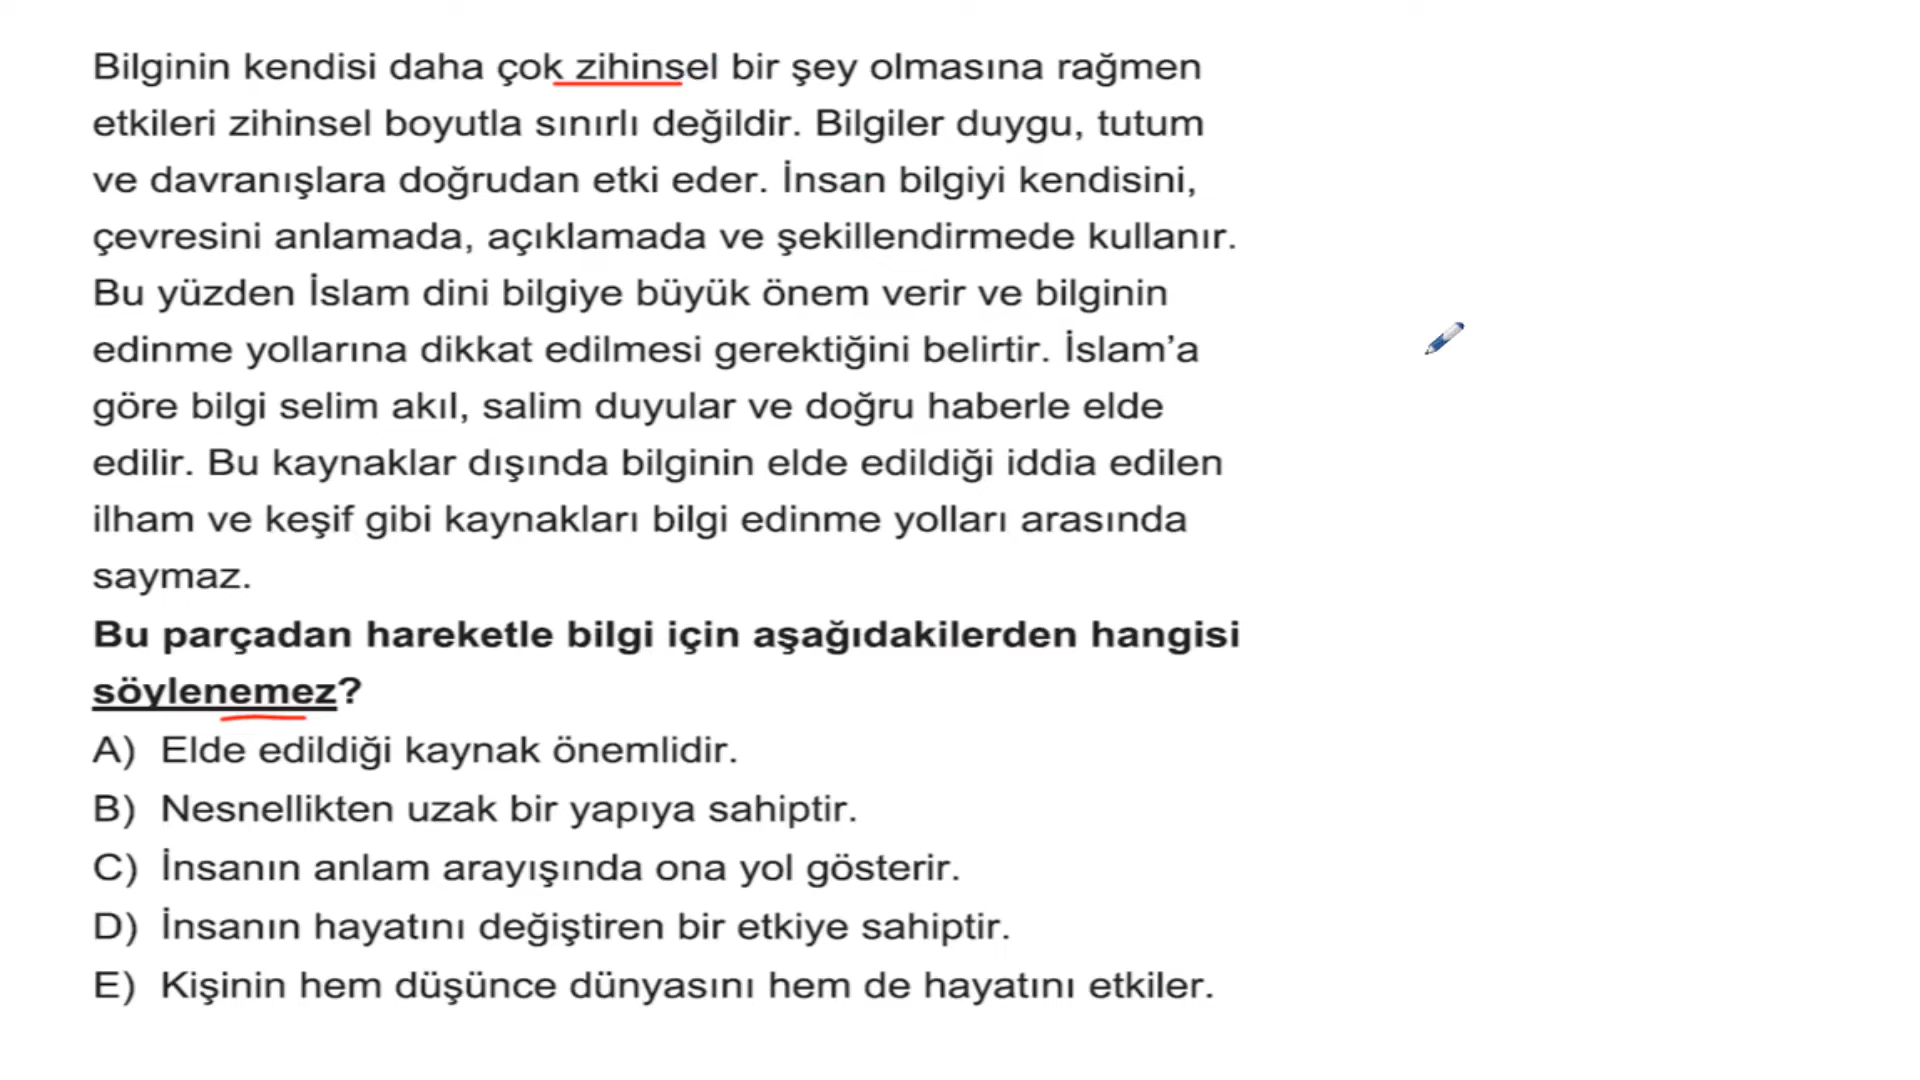 Bilginin kendisi daha çok zihinsel bir şey olmasına rağmen
etkileri zihinsel boyutla sınırlı değildir. Bilgiler duygu, tutum
ve davranışlara doğrudan etki eder. İnsan bilgiyi kendisini,
çevresini anlamada, açıklamada ve şekillendirmede kullanır.
Bu yüzden İslam dini bilgiye büyük önem verir ve bilginin
edinme yollarına dikkat edilmesi gerektiğini belirtir. İslam’a
göre bilgi selim akıl, salim duyular ve doğru haberle elde
edilir. Bu kaynaklar dışında bilginin elde edildiği iddia edilen
ilham ve keşif gibi kaynakları bilgi edinme yolları arasında
saymaz.
Bu parçadan hareketle bilgi için aşağıdakilerden hangisi
söylenemez?
A) Elde edildiği kaynak önemlidir.
B) Nesnellikten uzak bir yapıya sahiptir.
C) İnsanın anlam arayışında ona yol gösterir.
D) İnsanın hayatını değiştiren bir etkiye sahiptir.
E) Kişinin hem düşünce dünyasını hem de hayatını etkiler.